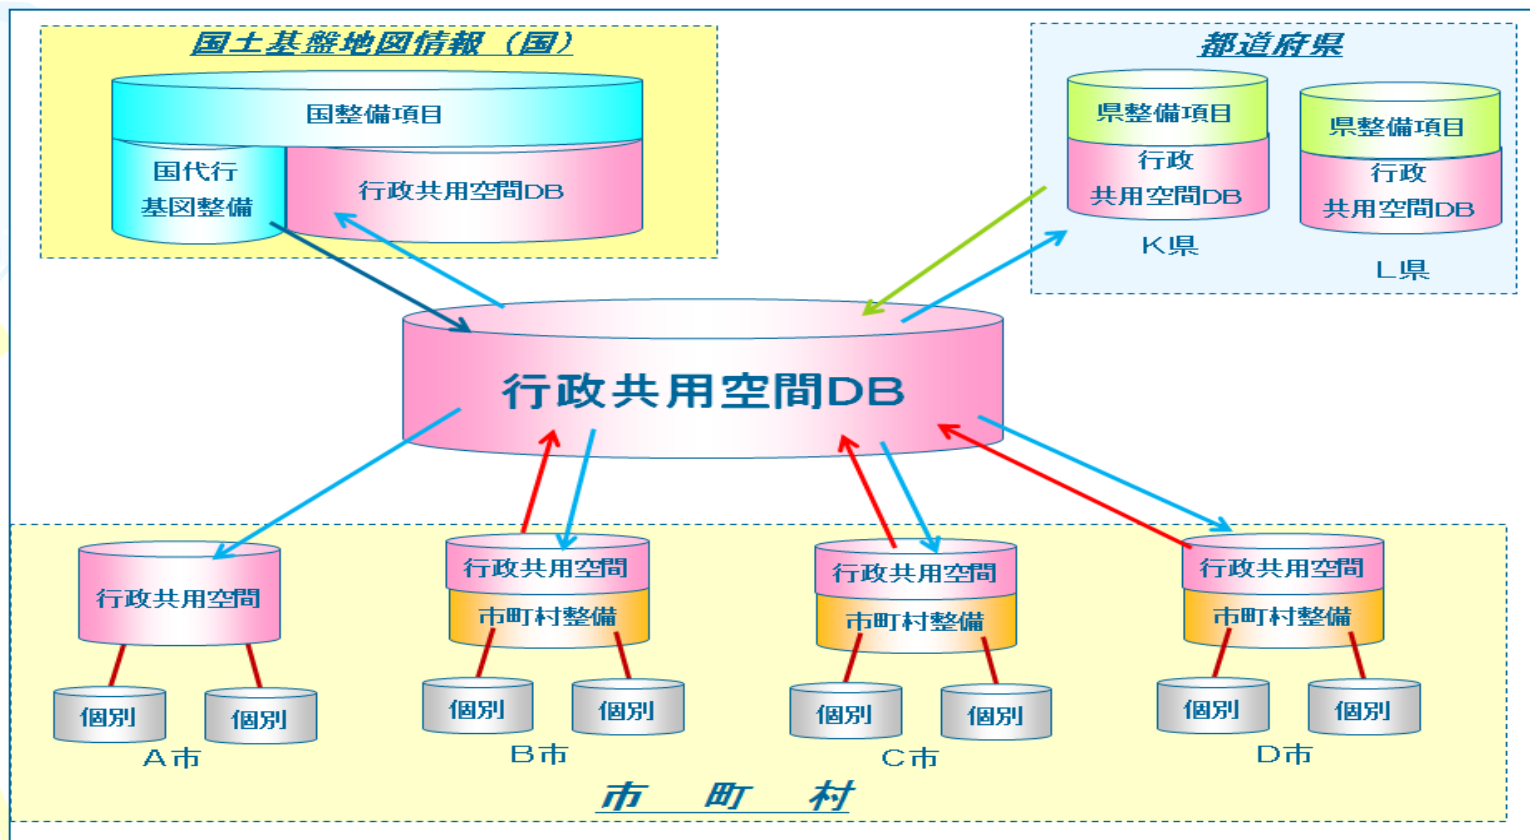 国土基盤地図情報（国）
国整備項目
国代行
基図整備
行政共用空間DB
都道府県
県整備項目
行政
共用空間DB
K県
県整備項目
行政
共用空間DB
L県
行政共用空間DB
行政共用空間
個別
個別
A市
行政共用空間
市町村整備
個別
個別
B市
行政共用空間
市町村整備
個別
個別
C市
行政共用空間
市町村整備
個別
個別
D市
市　町　村